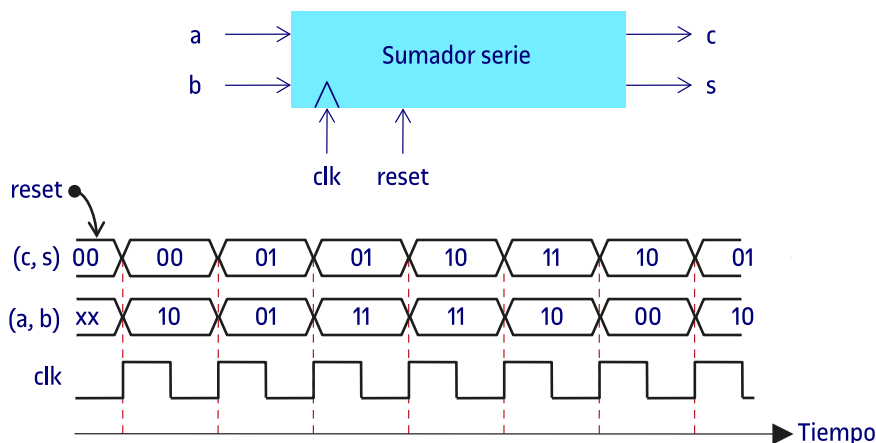 a
Sumador serie
c
b
s
clk
reset
reset
(c, s) 00 00 01 01 10 11 10 01
(a, b) xx 10 01 11 11 10 00 10
clk
Tiempo